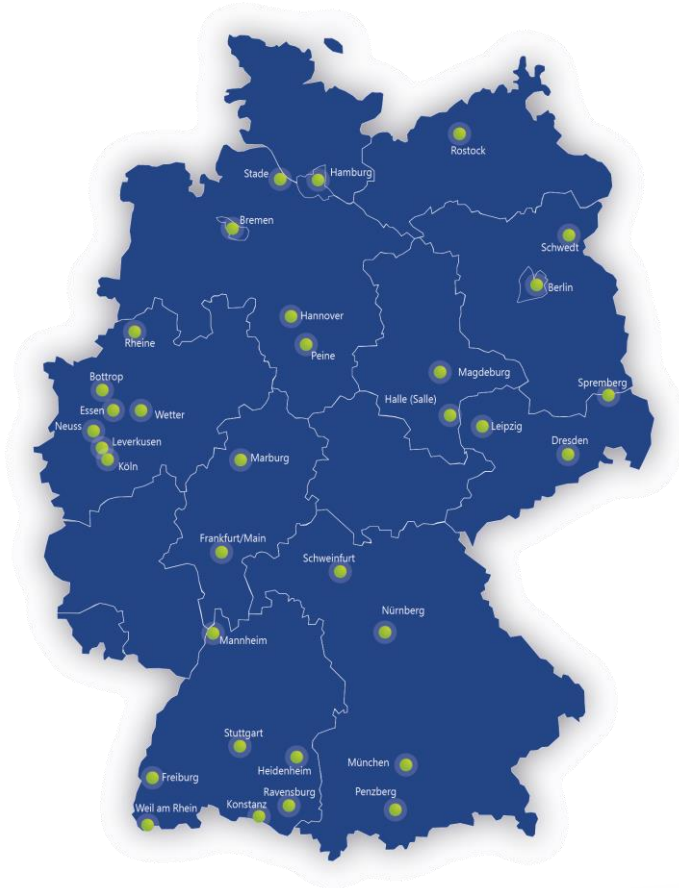 Rostock
Stade
Hamburg
Bremen
Schwedt
Berlin
Hannover
Rheine
Peine
Magdeburg
Bottrop
Spremberg
Halle (Salle)
Essen
Wetter
Neuss
Leipzig
Leverkusen
Dresden
Köln
Marburg
Frankfurt/Main
Schweinfurt
Nürnberg
Mannheim
Stuttgart
München
Heidenheim
Freiburg
Ravensburg
Penzberg
Weil am Rhein
Konstanz